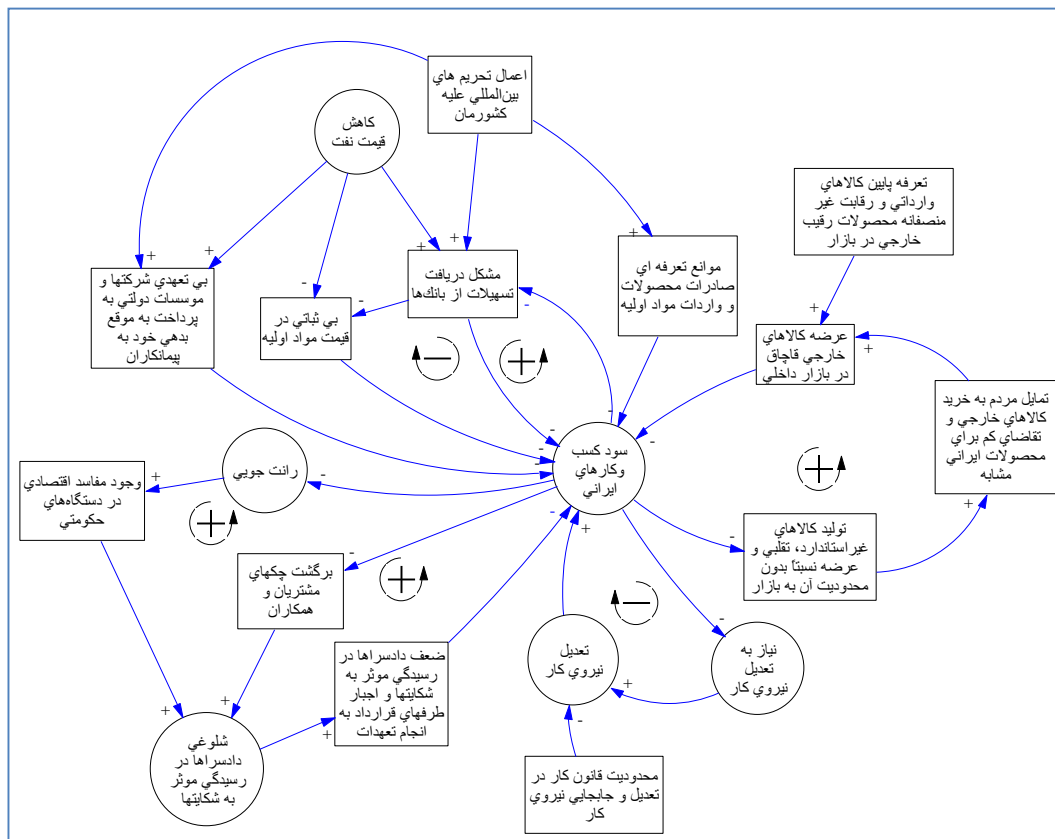 اعمال تحريم هاي
بين‌المللي عليه
كشورمان
كاهش
قيمت نفت
تعرفه پايين كالاهاي
وارداتي و رقابت غير
منصفانه محصولات رقيب
خارجي در بازار
موانع تعرفه اي
صادرات محصولات
و واردات مواد اوليه
مشكل دريافت
تسهيلات از بانك‌ها
بي ثباتي در
قيمت مواد اوليه
بي تعهدي شركتها و
موسسات دولتي به
پرداخت به موقع
بدهي خود به
پيمانكاران
عرضه كالاهاي
خارجي قاچاق
در بازار داخلي
تمايل مردم به خريد
كالاهاي خارجي و
تقاضاي كم براي
محصولات ايراني
مشابه
سود كسب
وكارهاي
ايراني
رانت جويي
وجود مفاسد اقتصادي
در دستگاه‌هاي
حكومتي
توليد كالاهاي
غيراستاندارد، تقلبي و
عرضه نسبتاً بدون
محدوديت آن به بازار
برگشت چكهاي
مشتريان و
همكاران
ضعف دادسراها در
رسيدگي موثر به
شكايتها و اجبار
طرفهاي قرارداد به
انجام تعهدات
تعديل
نيروي كار
نياز به
تعديل
نيروي كار
شلوغي
دادسراها در
رسيدگي موثر
به شكايتها
محدوديت قانون كار در
تعديل و جابجايي نيروي
كار